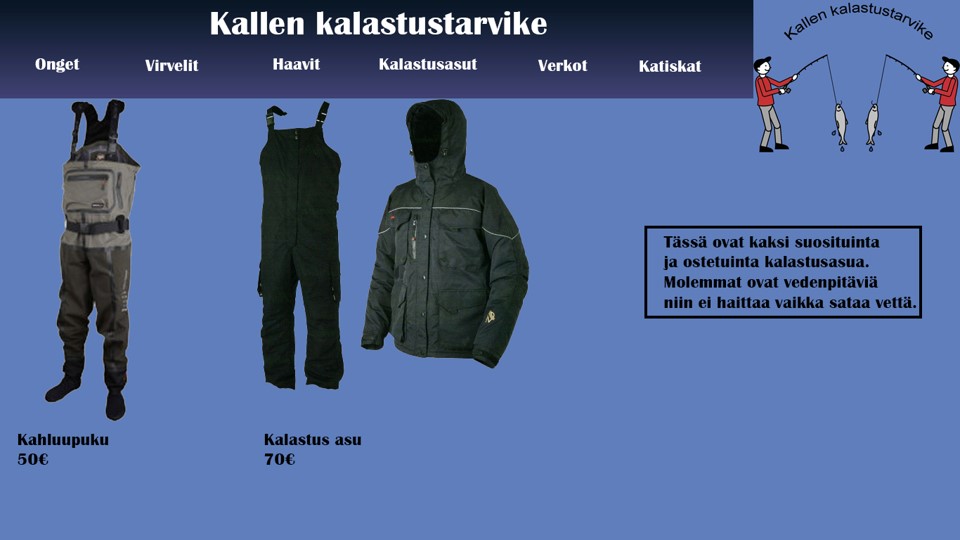 Kallen kalastustarvike
Kallen kalastustarvike
Onget Virvelit Haavit Kalastusasut Verkot Katiskat
Tässä ovat kaksi suosituinta
ja ostetuinta kalastusasua.
Molemmat ovat vedenpitäviä
niin ei haittaa vaikka sataa vettä.
Kahluupuku
50€
Kalastus asu
70€